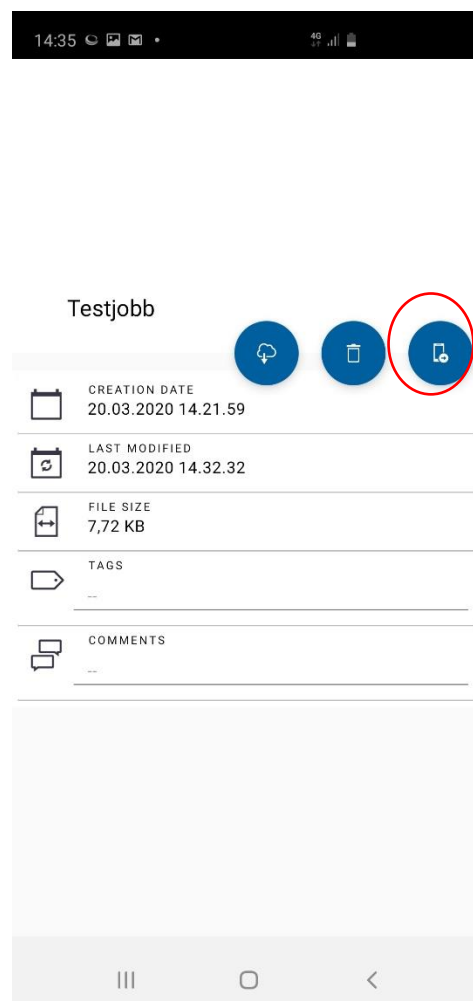 14:35
4G
Testjobb
CREATION DATE
20.03.2020 14.21.59
LAST MODIFIED
20.03.2020 14.32.32
FILE SIZE
7,72 KB
TAGS
--
COMMENTS
--